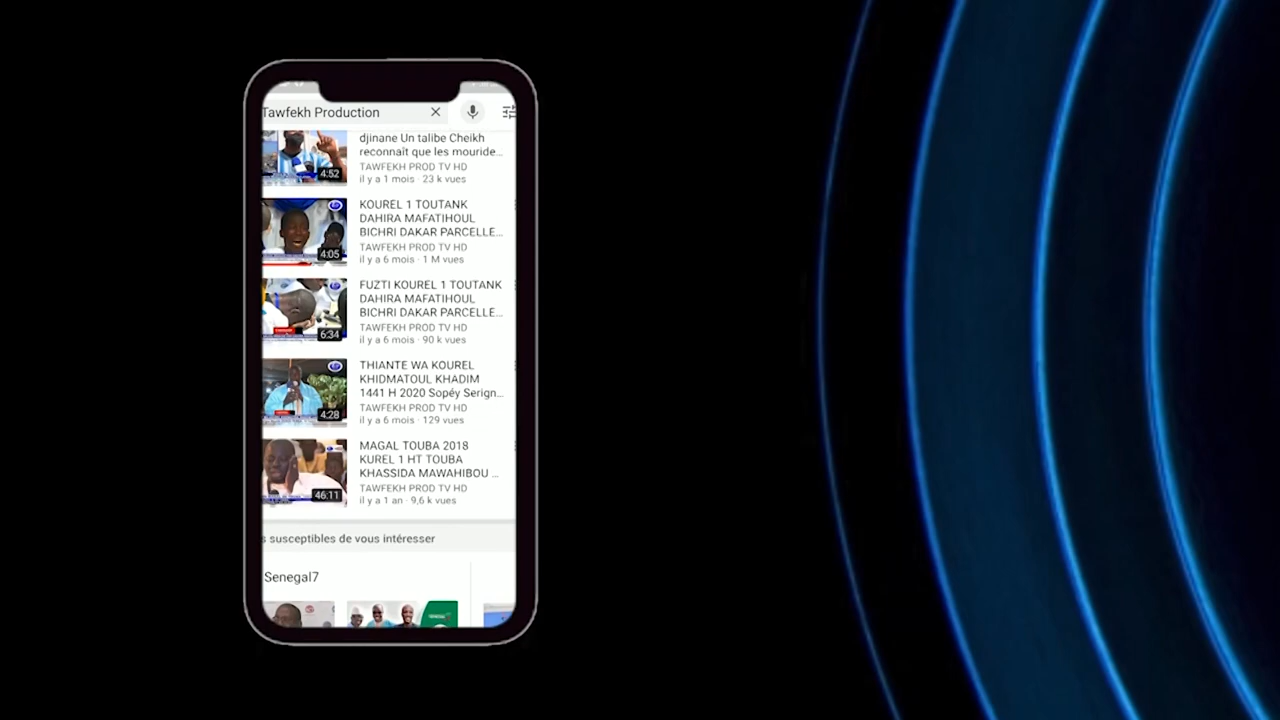 Tawfekh Production
djinane Un talibe Cheikh
reconnaît que les mouride...
TAWFEKH PROD TV HD
il y a 1 mois · 23 k vues
4:52
KOUREL 1 TOUTANK
DAHIRA MAFATIHOUL
BICHRI DAKAR PARCELLE...
TAWFEKH PROD TV HD
il y a 6 mois · 1 M vues
4:05
FUZTI KOUREL 1 TOUTANK
DAHIRA MAFATIHOUL
BICHRI DAKAR PARCELLE...
TAWFEKH PROD TV HD
il y a 6 mois · 90 k vues
6:34
THIANTE WA KOUREL
KHIDMATOUL KHADIM
1441 H 2020 Sopéy Serign...
TAWFEKH PROD TV HD
il y a 6 mois · 129 vues
4:28
MAGAL TOUBA 2018
KUREL 1 HT TOUBA
KHASSIDA MAWAHIBOU ...
TAWFEKH PROD TV HD
il y a 1 an · 9,6 k vues
46:11
s susceptibles de vous intéresser
Senegal7